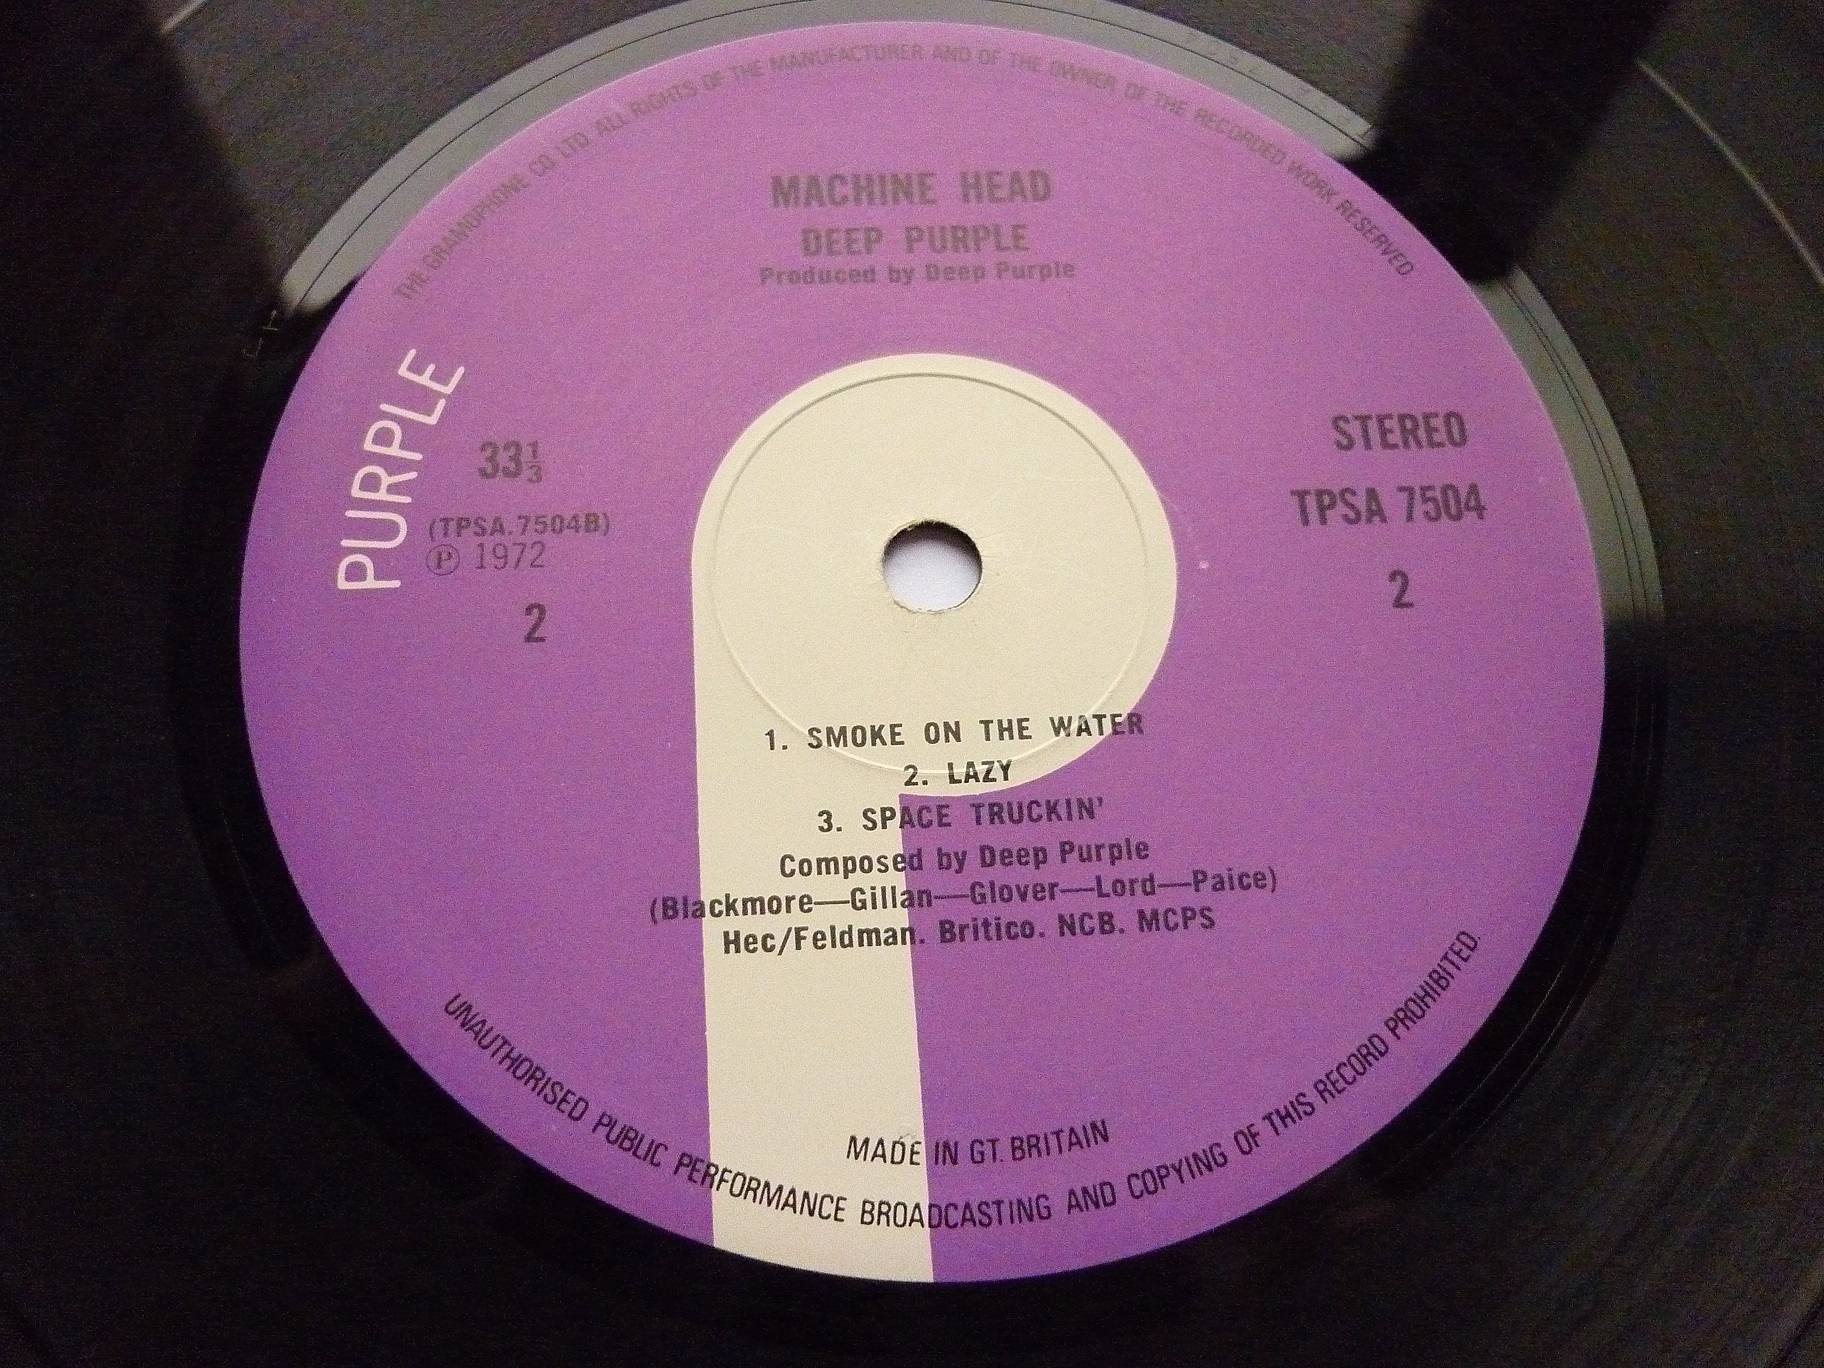 THE GRAMOPHONE CO LTD. ALL RIGHTS OF THE MANUFACTURER AND OF THE OWNER OF THE RECORDED WORK RESERVED
MACHINE HEAD
DEEP PURPLE
Produced by Deep Purple
PURPLE
33⅓
(TPSA.7504B)
Ⓟ 1972
2
STEREO
TPSA 7504
2
1. SMOKE ON THE WATER
2. LAZY
3. SPACE TRUCKIN'
Composed by Deep Purple
(Blackmore—Gillan—Glover—Lord—Paice)
Hec/Feldman. Britico. NCB. MCPS
MADE IN GT. BRITAIN
UNAUTHORISED PUBLIC PERFORMANCE BROADCASTING AND COPYING OF THIS RECORD PROHIBITED.